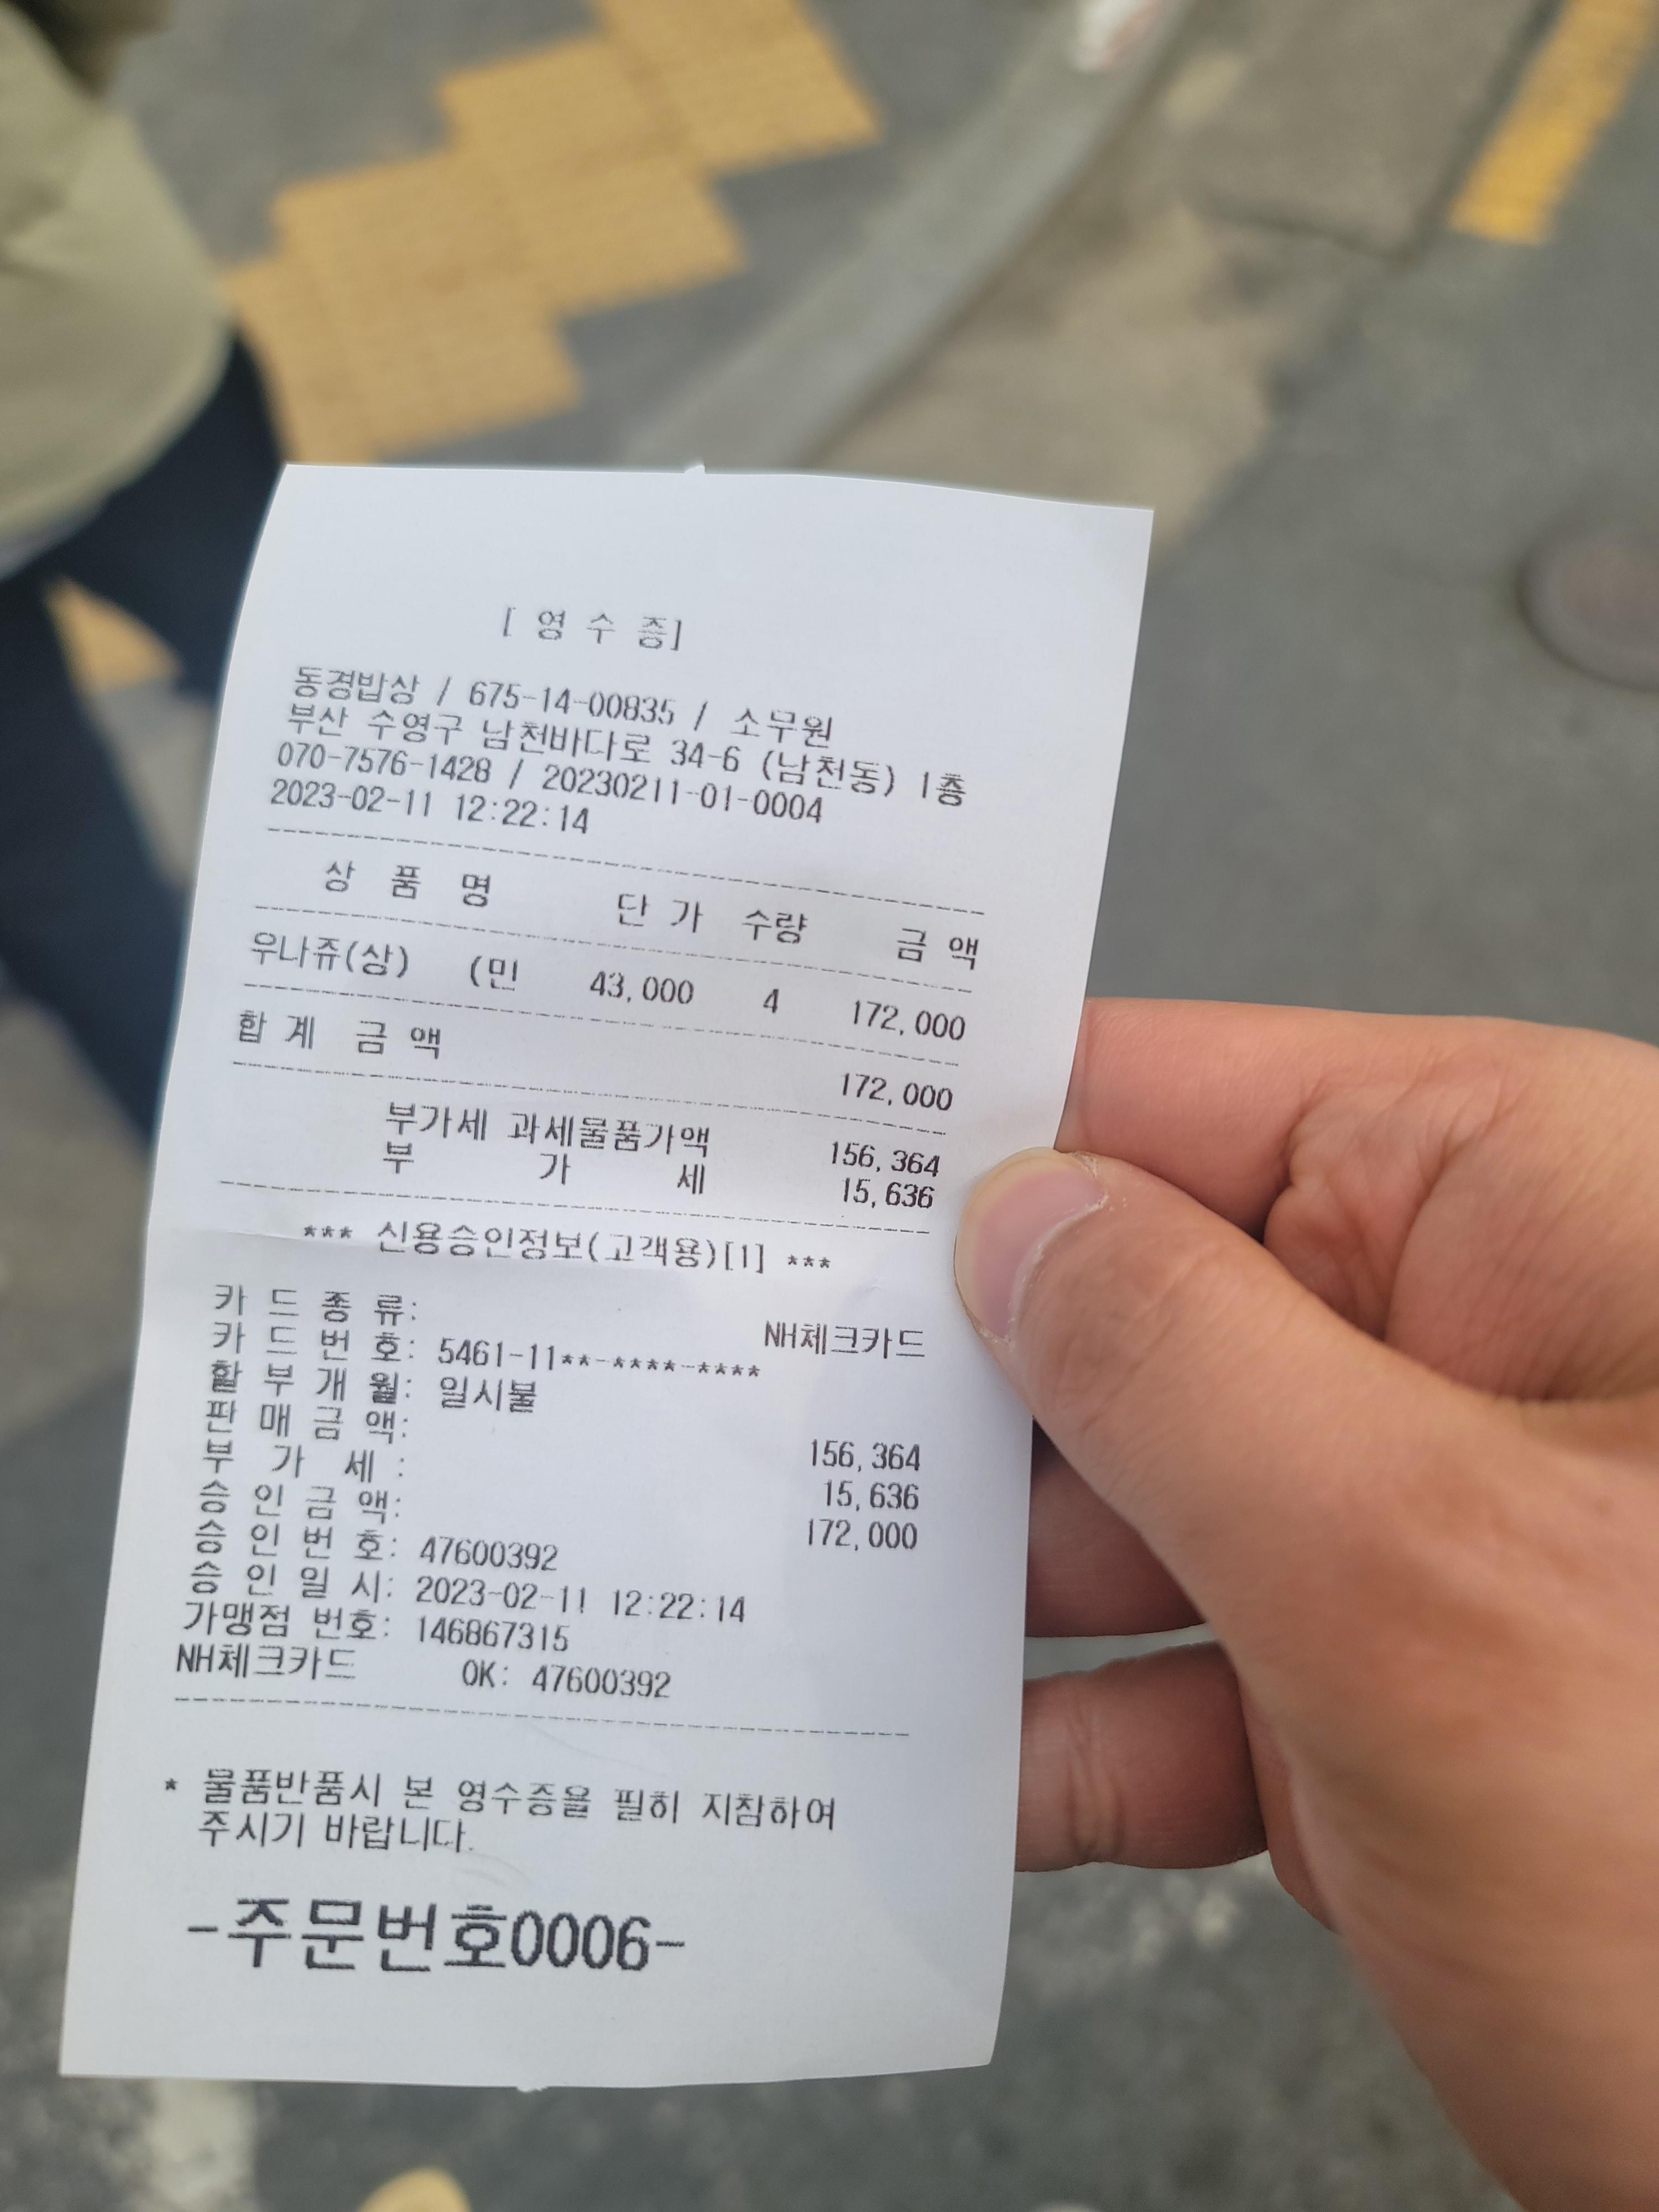 [ 영 수 증]
동경밥상 / 675-14-00835 / 소무원
부산 수영구 남천바다로 34-6 (남천동) 1층
070-7576-1428 / 20230211-01-0004
2023-02-11 12:22:14
상 품 명 단 가 수량 금 액
우나쥬(상) (민 43,000 4 172,000
합 계 금 액 172,000
부가세 과세물품가액 156,364
부 가 세 15,636
*** 신용승인정보(고객용)[1] ***
카 드 종 류: NH체크카드
카 드 번 호: 5461-11**-****-****
할 부 개 월: 일시불
판 매 금 액: 156,364
부 가 세 : 15,636
승 인 금 액: 172,000
승 인 번 호: 47600392
승 인 일 시: 2023-02-11 12:22:14
가맹점 번호: 146867315
NH체크카드 OK: 47600392
* 물품반품시 본 영수증을 필히 지참하여
주시기 바랍니다.
-주문번호0006-